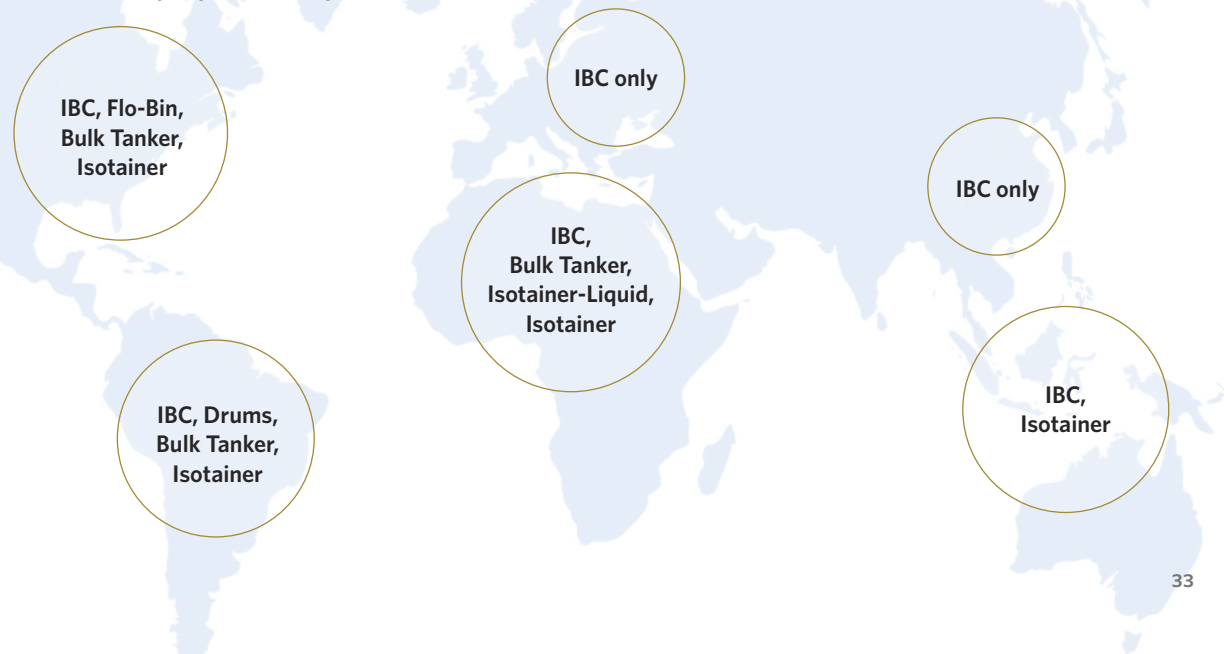 IBC, Flo-Bin,
Bulk Tanker,
Isotainer
IBC only
IBC only
IBC,
Bulk Tanker,
Isotainer-Liquid,
Isotainer
IBC, Drums,
Bulk Tanker,
Isotainer
IBC,
Isotainer
33